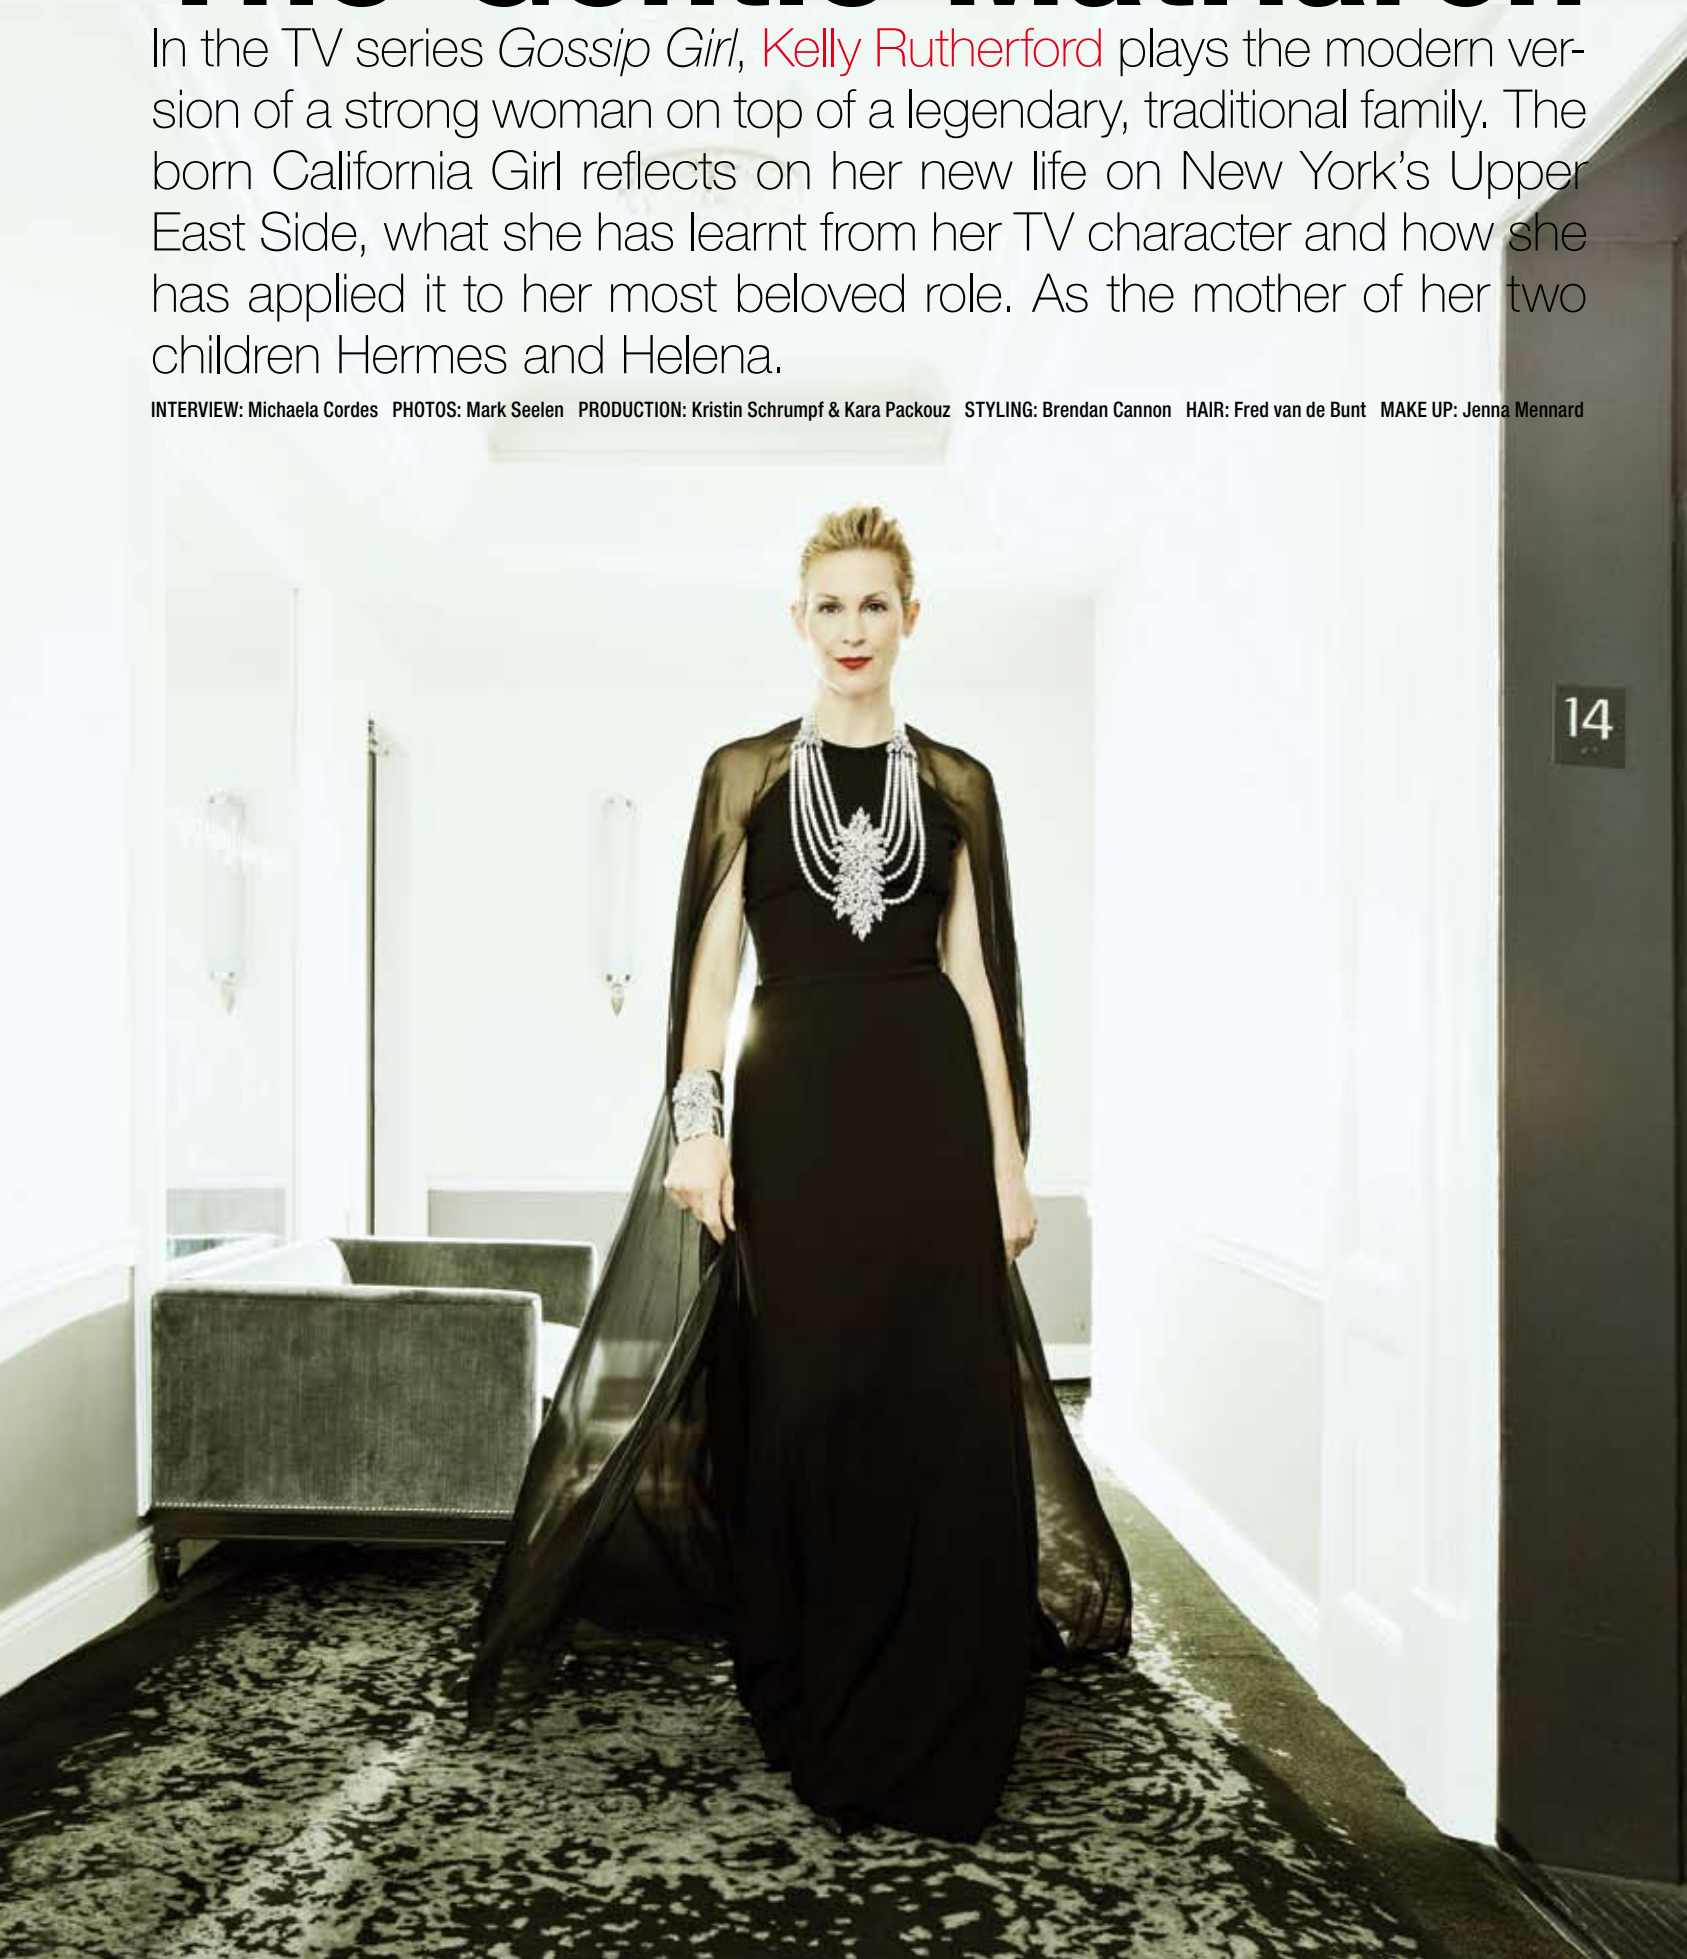 The Gentle Matriarch
In the TV series Gossip Girl, Kelly Rutherford plays the modern ver-
sion of a strong woman on top of a legendary, traditional family. The
born California Girl reflects on her new life on New York's Upper
East Side, what she has learnt from her TV character and how she
has applied it to her most beloved role. As the mother of her two
children Hermes and Helena.
INTERVIEW: Michaela Cordes PHOTOS: Mark Seelen PRODUCTION: Kristin Schrumpf & Kara Packouz STYLING: Brendan Cannon HAIR: Fred van de Bunt MAKE UP: Jenna Mennard
14